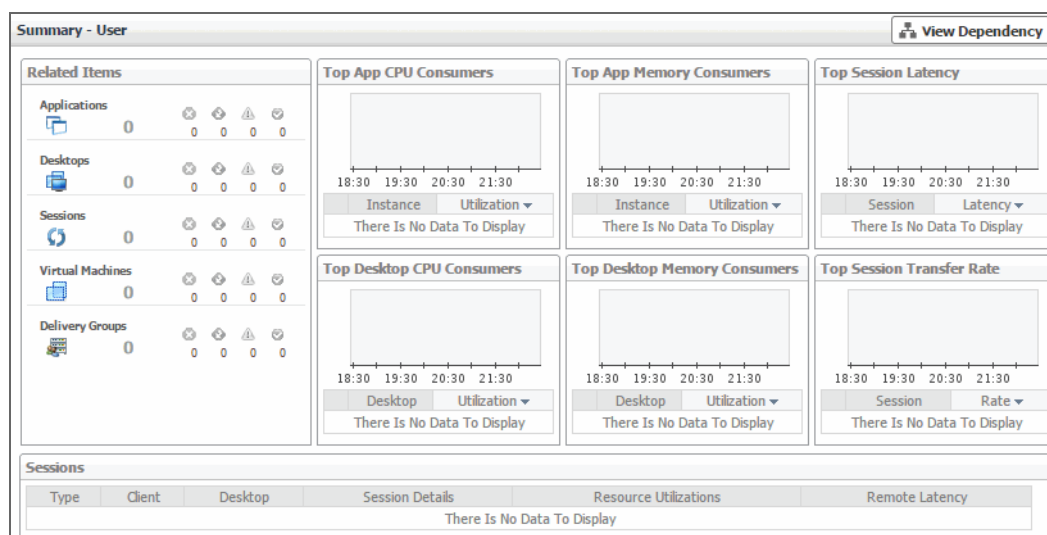 Summary - User
View Dependency
Related Items
Applications
0
0 0 0 0
Desktops
0
0 0 0 0
Sessions
0
0 0 0 0
Virtual Machines
0
0 0 0 0
Delivery Groups
0
0 0 0 0
Top App CPU Consumers
18:30 19:30 20:30 21:30
Instance Utilization
There Is No Data To Display
Top App Memory Consumers
18:30 19:30 20:30 21:30
Instance Utilization
There Is No Data To Display
Top Session Latency
18:30 19:30 20:30 21:30
Session Latency
There Is No Data To Display
Top Desktop CPU Consumers
18:30 19:30 20:30 21:30
Desktop Utilization
There Is No Data To Display
Top Desktop Memory Consumers
18:30 19:30 20:30 21:30
Desktop Utilization
There Is No Data To Display
Top Session Transfer Rate
18:30 19:30 20:30 21:30
Session Rate
There Is No Data To Display
Sessions
Type Client Desktop Session Details Resource Utilizations Remote Latency
There Is No Data To Display